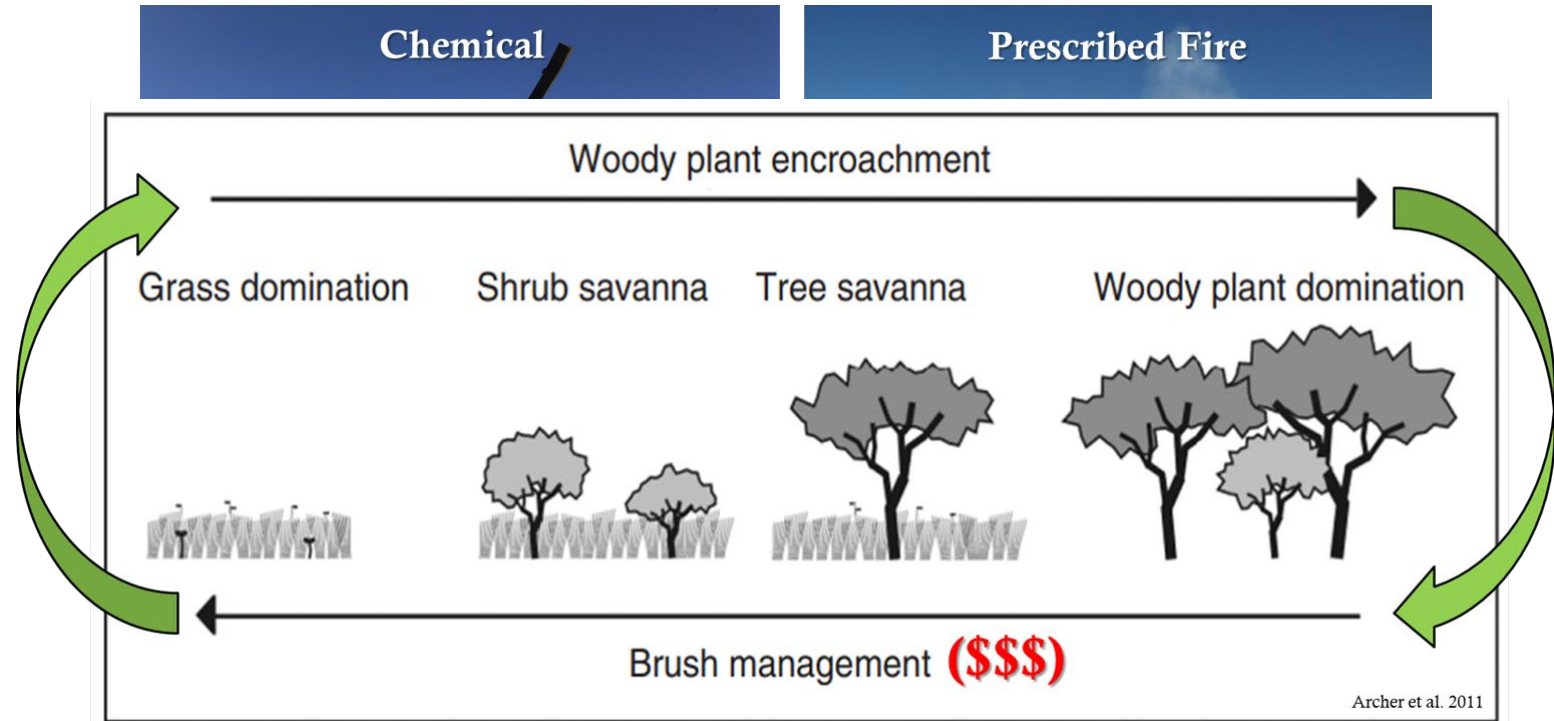 Chemical
Prescribed Fire
Woody plant encroachment
Grass domination
Shrub savanna
Tree savanna
Woody plant domination
Brush management ($$$)
Archer et al. 2011